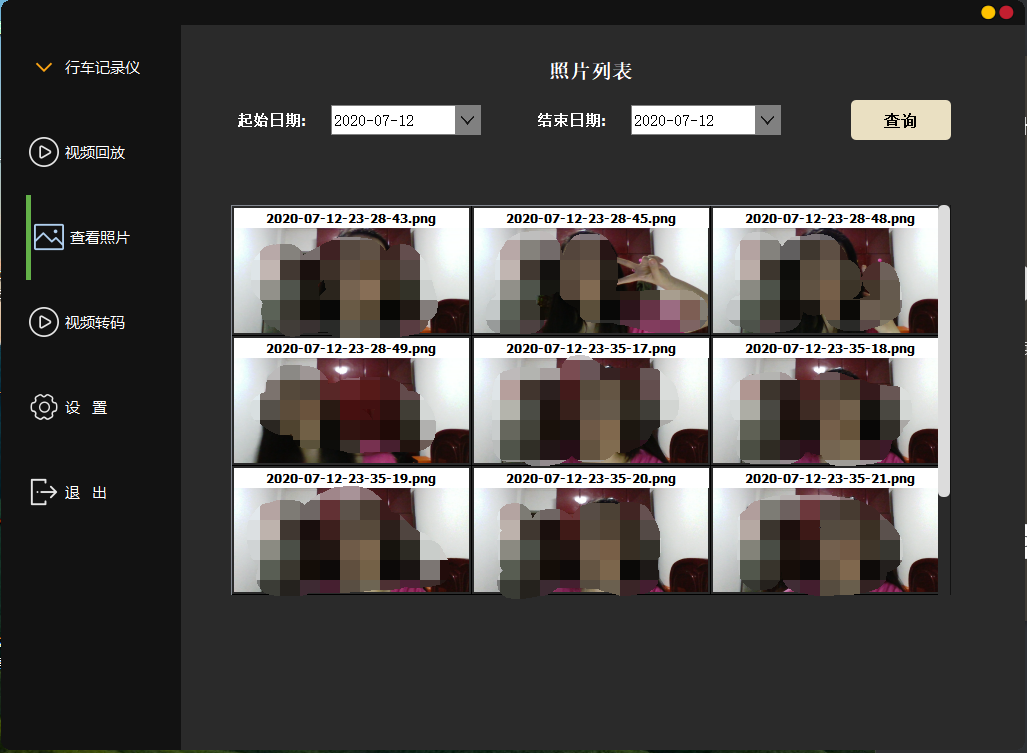 行车记录仪
视频回放
查看照片
视频转码
设 置
退 出
照片列表
起始日期: 2020-07-12 结束日期: 2020-07-12 查询
2020-07-12-23-28-43.png 2020-07-12-23-28-45.png 2020-07-12-23-28-48.png
2020-07-12-23-28-49.png 2020-07-12-23-35-17.png 2020-07-12-23-35-18.png
2020-07-12-23-35-19.png 2020-07-12-23-35-20.png 2020-07-12-23-35-21.png